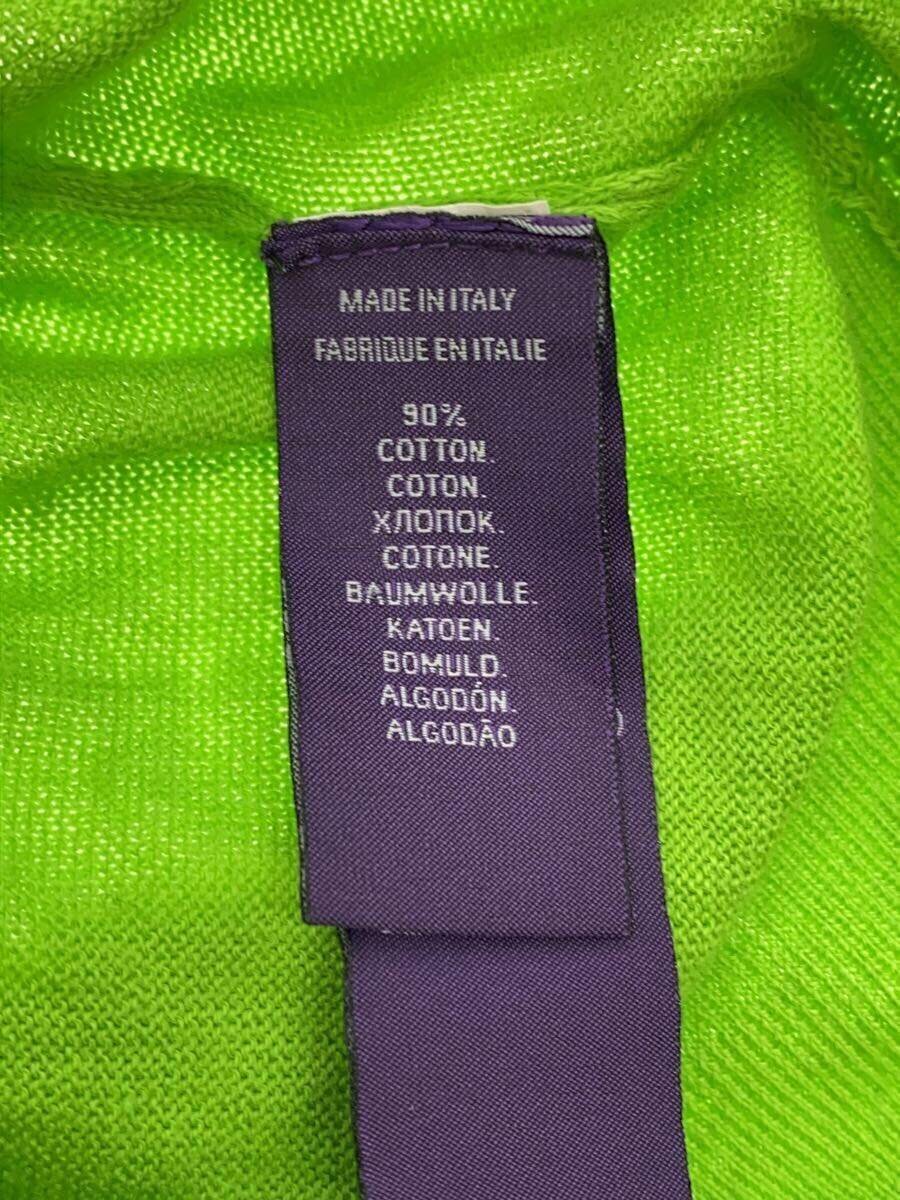 MADE IN ITALY
FABRIQUE EN ITALIE
90%
COTTON.
COTON.
ХЛОПОК.
COTONE.
BAUMWOLLE.
KATOEN.
BOMULD.
ALGODÓN.
ALGODÃO